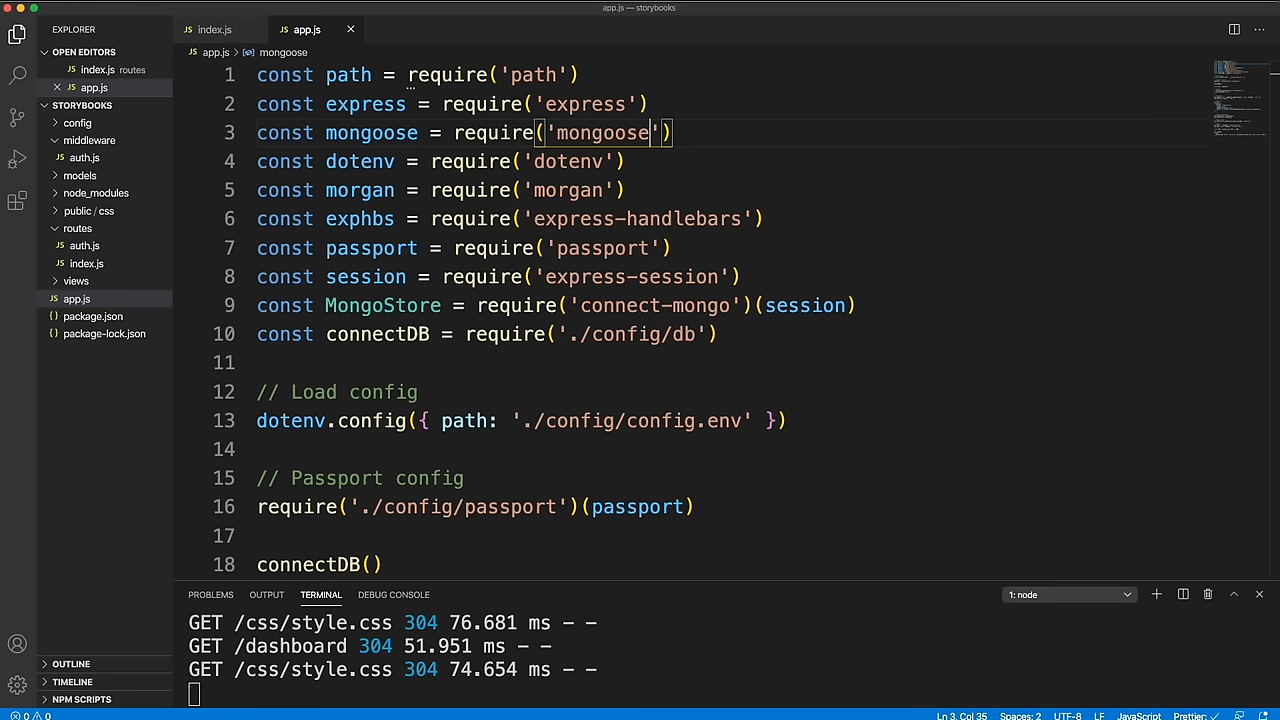 app.js — storybooks
EXPLORER
OPEN EDITORS
JS index.js routes
JS app.js
STORYBOOKS
config
middleware
JS auth.js
models
node_modules
public / css
routes
JS auth.js
JS index.js
views
JS app.js
{} package.json
{} package-lock.json
OUTLINE
TIMELINE
NPM SCRIPTS
JS index.js
JS app.js
JS app.js > mongoose
1 const path = require('path')
2 const express = require('express')
3 const mongoose = require('mongoose')
4 const dotenv = require('dotenv')
5 const morgan = require('morgan')
6 const exphbs = require('express-handlebars')
7 const passport = require('passport')
8 const session = require('express-session')
9 const MongoStore = require('connect-mongo')(session)
10 const connectDB = require('./config/db')
11
12 // Load config
13 dotenv.config({ path: './config/config.env' })
14
15 // Passport config
16 require('./config/passport')(passport)
17
18 connectDB()
PROBLEMS OUTPUT TERMINAL DEBUG CONSOLE 1: node
GET /css/style.css 304 76.681 ms - -
GET /dashboard 304 51.951 ms - -
GET /css/style.css 304 74.654 ms - -
0 0 Ln 3, Col 35 Spaces: 2 UTF-8 LF JavaScript Prettier: ✓